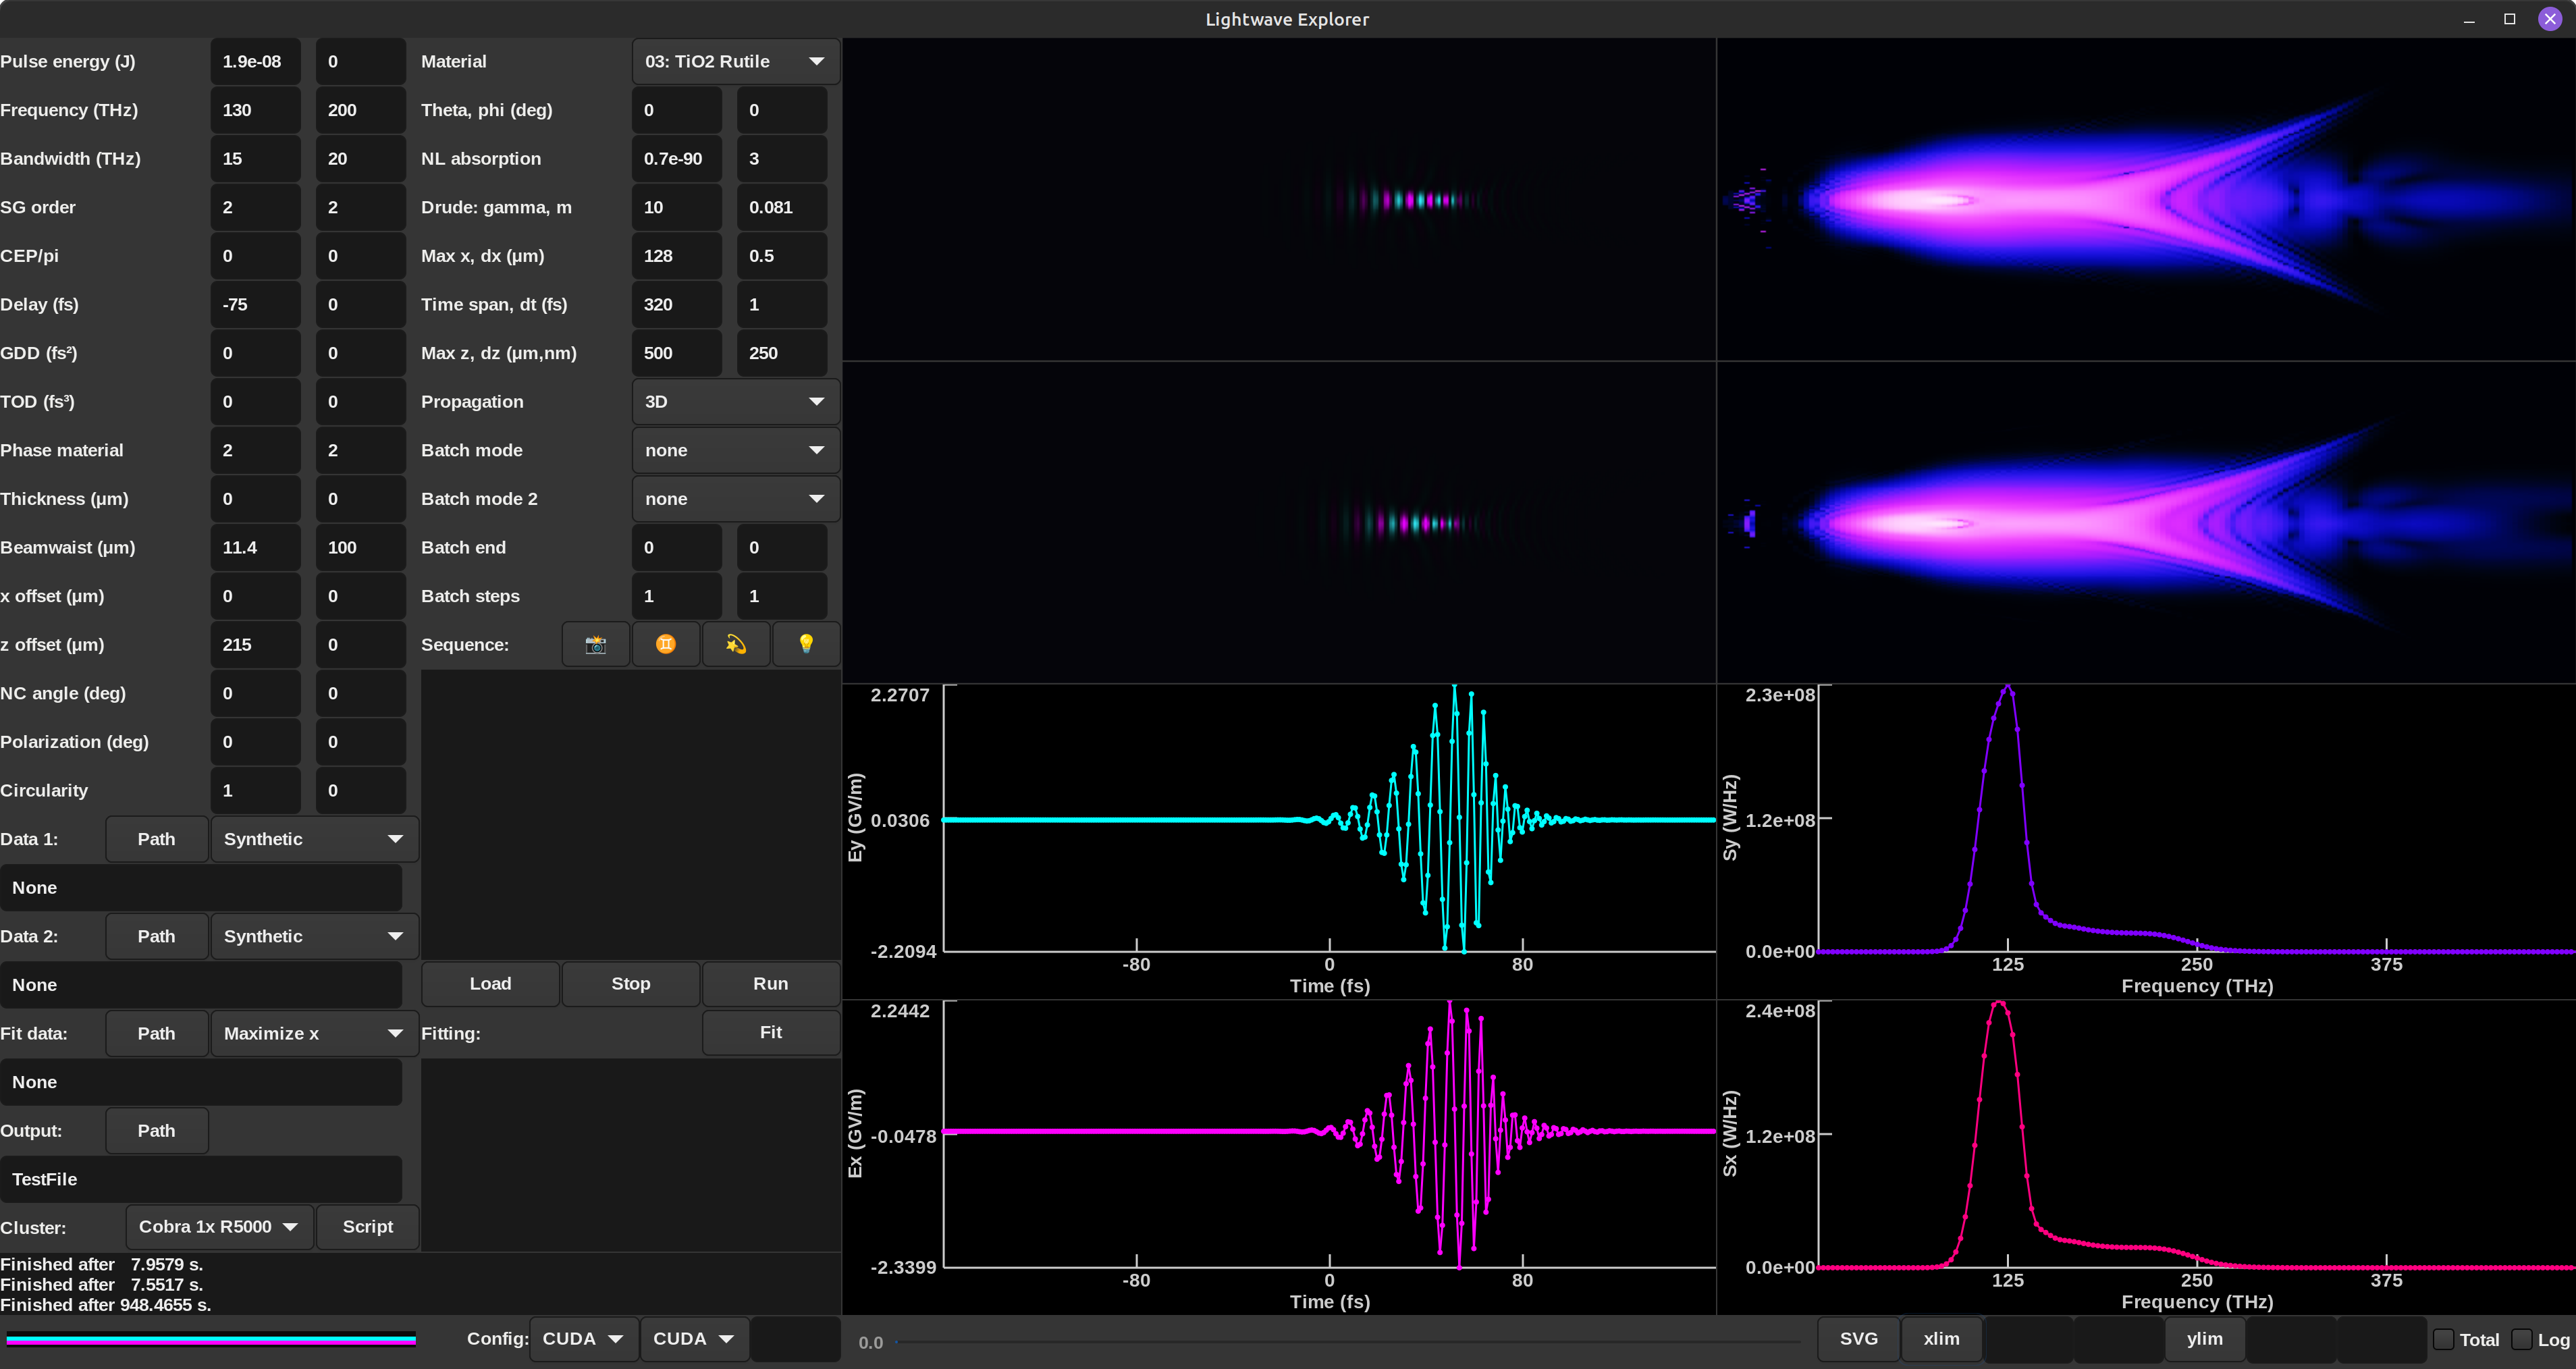 Lightwave Explorer
Pulse energy (J) 1.9e-08 0 Material 03: TiO2 Rutile
Frequency (THz) 130 200 Theta, phi (deg) 0 0
Bandwidth (THz) 15 20 NL absorption 0.7e-90 3
SG order 2 2 Drude: gamma, m 10 0.081
CEP/pi 0 0 Max x, dx (μm) 128 0.5
Delay (fs) -75 0 Time span, dt (fs) 320 1
GDD (fs²) 0 0 Max z, dz (μm,nm) 500 250
TOD (fs³) 0 0 Propagation 3D
Phase material 2 2 Batch mode none
Thickness (μm) 0 0 Batch mode 2 none
Beamwaist (μm) 11.4 100 Batch end 0 0
x offset (μm) 0 0 Batch steps 1 1
z offset (μm) 215 0 Sequence:
NC angle (deg) 0 0
Polarization (deg) 0 0
Circularity 1 0
Data 1: Path Synthetic
None
Data 2: Path Synthetic
None Load Stop Run
Fit data: Path Maximize x Fitting: Fit
None
Output: Path
TestFile
Cluster: Cobra 1x R5000 Script
Finished after 7.9579 s.
Finished after 7.5517 s.
Finished after 948.4655 s.
Config: CUDA CUDA
2.2707
0.0306
-2.2094
Ey (GV/m)
-80 0 80
Time (fs)
2.3e+08
1.2e+08
0.0e+00
Sy (W/Hz)
125 250 375
Frequency (THz)
2.2442
-0.0478
-2.3399
Ex (GV/m)
-80 0 80
Time (fs)
2.4e+08
1.2e+08
0.0e+00
Sx (W/Hz)
125 250 375
Frequency (THz)
0.0 SVG xlim ylim Total Log